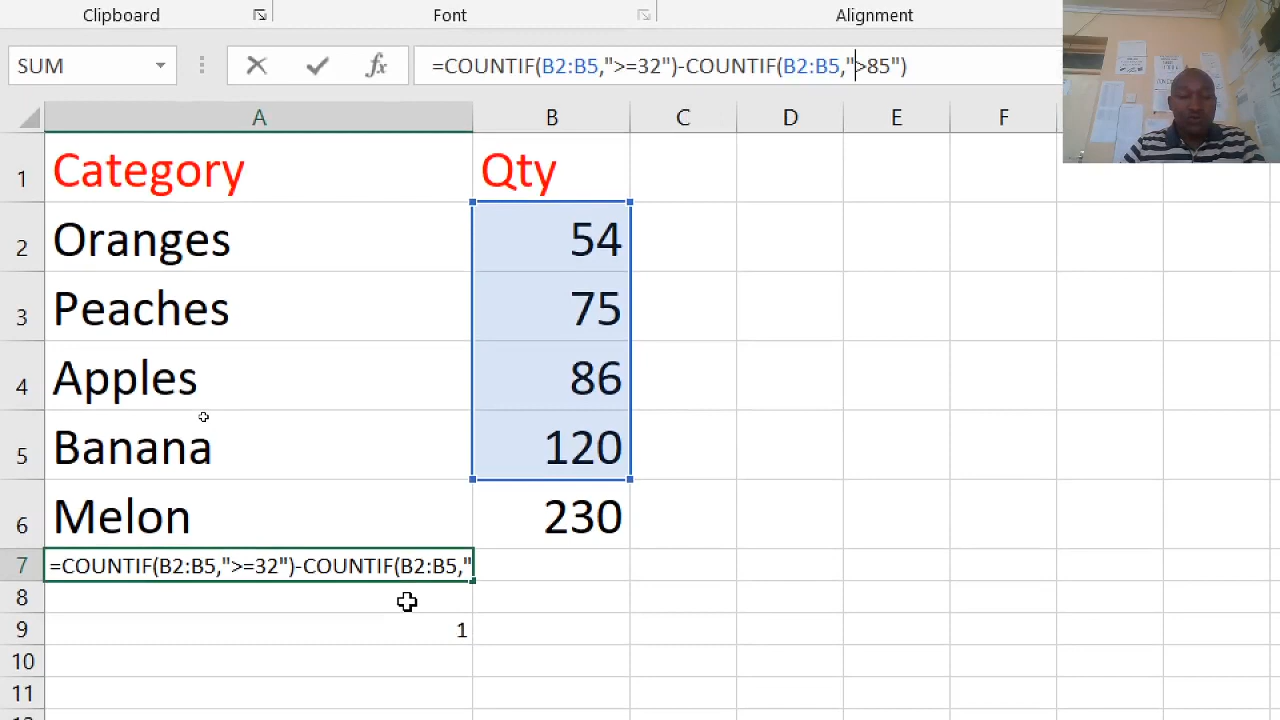 Clipboard Font Alignment
SUM fx =COUNTIF(B2:B5,">=32")-COUNTIF(B2:B5,">85")
A B C D E F
1 Category Qty
2 Oranges 54
3 Peaches 75
4 Apples 86
5 Banana 120
6 Melon 230
7 =COUNTIF(B2:B5,">=32")-COUNTIF(B2:B5,"
8
9 1
10
11